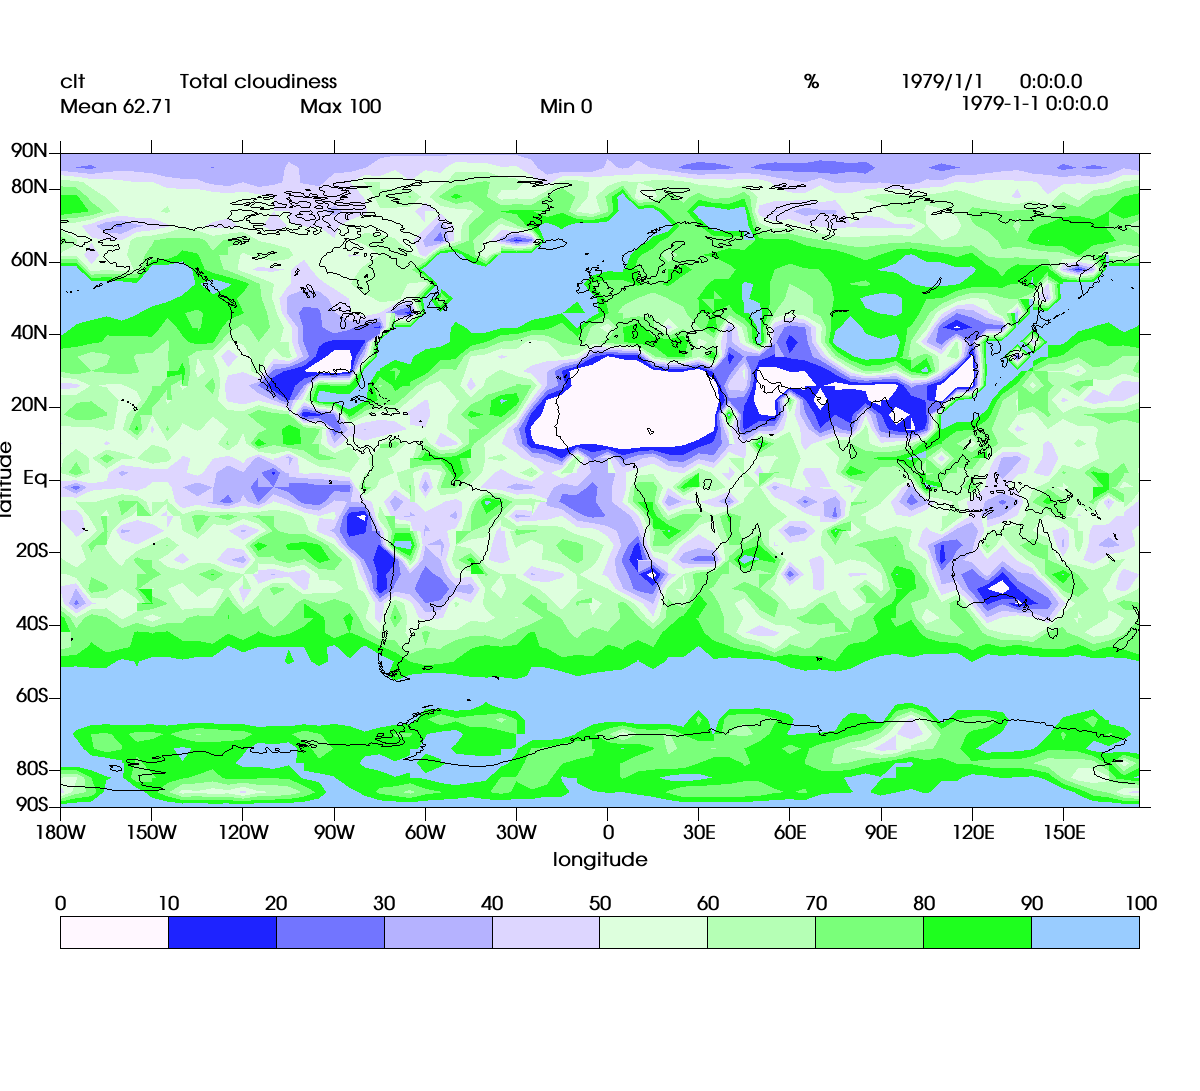 clt Total cloudiness % 1979/1/1 0:0:0.0
Mean 62.71 Max 100 Min 0 1979-1-1 0:0:0.0
90N
80N
60N
40N
20N
Eq
20S
40S
60S
80S
90S
latitude
180W 150W 120W 90W 60W 30W 0 30E 60E 90E 120E 150E
longitude
0 10 20 30 40 50 60 70 80 90 100